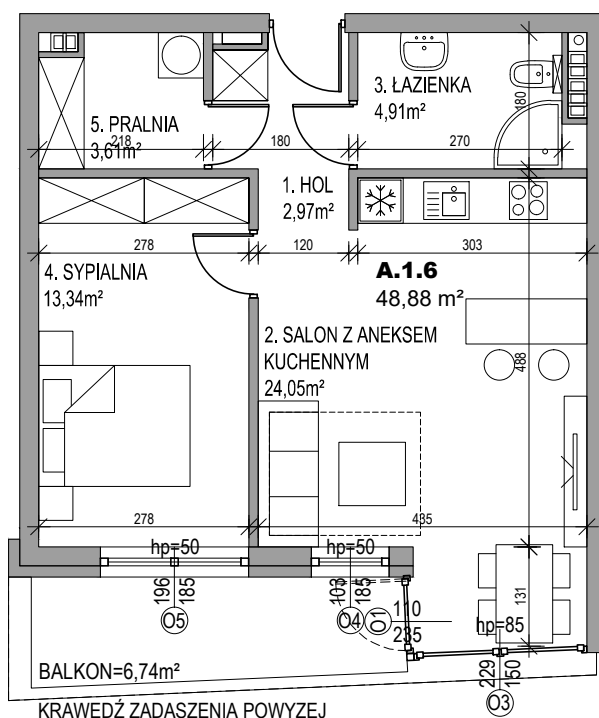 3. ŁAZIENKA
4,91m²
180
5. PRALNIA
3,61m²
218
180
270
1. HOL
2,97m²
278
120
303
4. SYPIALNIA
13,34m²
A.1.6
48,88 m²
2. SALON Z ANEKSEM
KUCHENNYM
24,05m²
488
278
435
hp=50
hp=50
196
185
O5
103
185
O4
O1
110
235
131
hp=85
229
150
O3
BALKON=6,74m²
KRAWEDŹ ZADASZENIA POWYZEJ